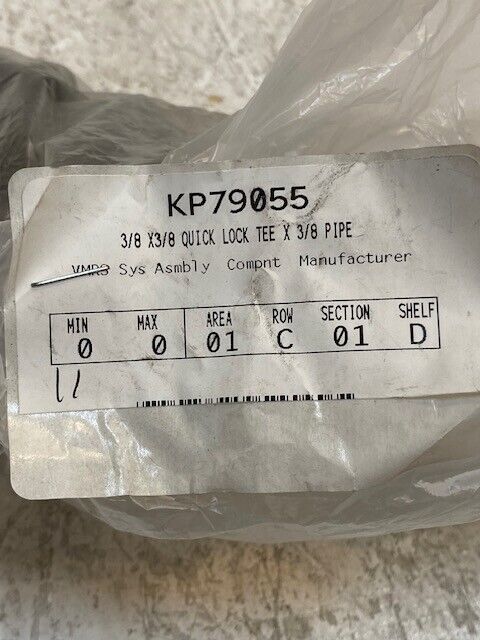 KP79055
3/8 X3/8 QUICK LOCK TEE X 3/8 PIPE
VMR3 Sys Asmbly Compnt Manufacturer
MIN MAX AREA ROW SECTION SHELF
0 0 01 C 01 D
11